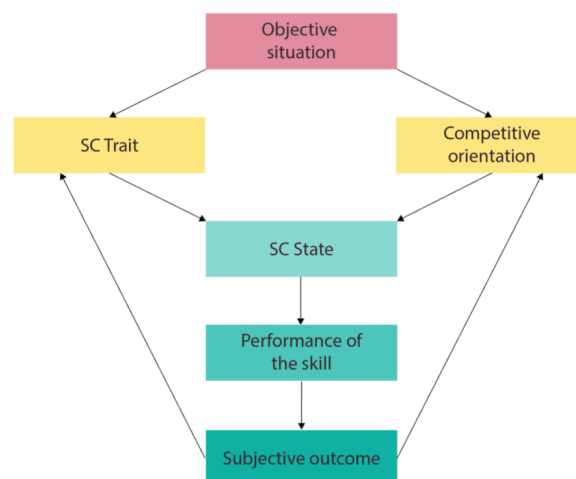 Objective
situation
SC Trait
Competitive
orientation
SC State
Performance of
the skill
Subjective outcome